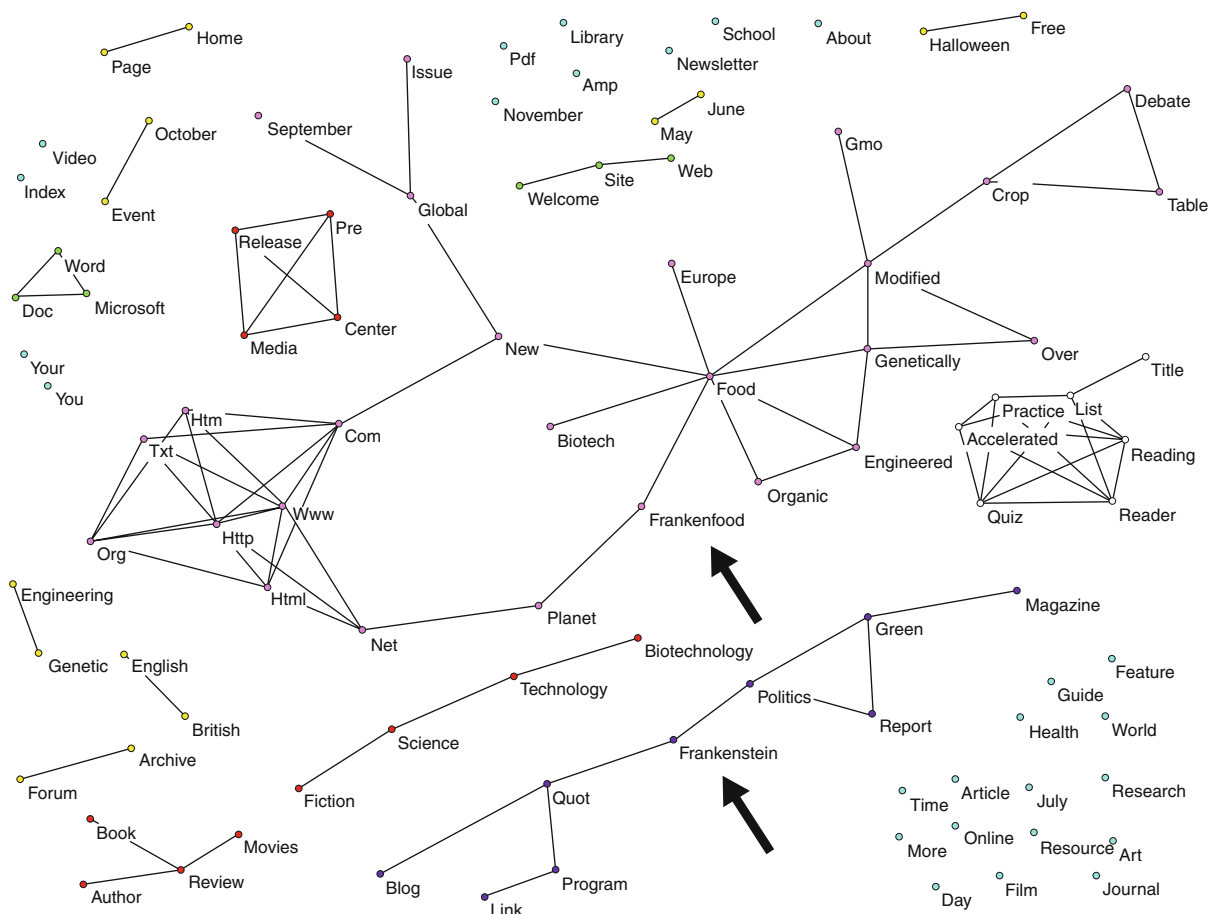 Home
Page
Library
School
About
Halloween
Free
Pdf
Newsletter
Issue
Amp
November
June
May
Debate
October
September
Gmo
Video
Index
Event
Welcome
Site
Web
Crop
Table
Global
Pre
Release
Word
Doc
Microsoft
Europe
Modified
Center
Media
New
Genetically
Over
Your
You
Food
Title
Htm
Com
Txt
Biotech
Engineered
Practice
List
Accelerated
Reading
Organic
Quiz
Reader
Www
Http
Org
Frankenfood
Html
Engineering
Net
Planet
Magazine
Green
Genetic
English
Biotechnology
Technology
Politics
Feature
Guide
British
Science
Report
Health
World
Archive
Frankenstein
Forum
Fiction
Quot
Time
Article
July
Research
Book
Movies
More
Online
Resource
Art
Author
Review
Blog
Program
Link
Day
Film
Journal